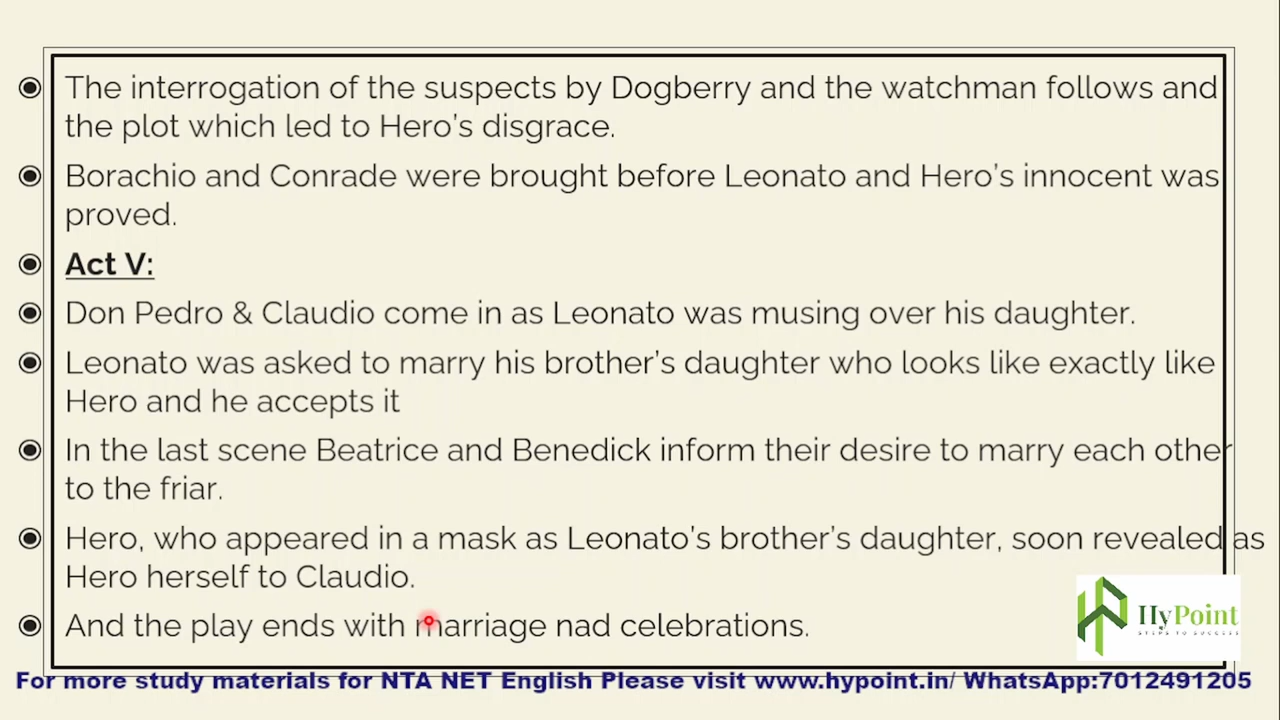 The interrogation of the suspects by Dogberry and the watchman follows and
the plot which led to Hero's disgrace.
Borachio and Conrade were brought before Leonato and Hero's innocent was
proved.
Act V:
Don Pedro & Claudio come in as Leonato was musing over his daughter.
Leonato was asked to marry his brother's daughter who looks like exactly like
Hero and he accepts it
In the last scene Beatrice and Benedick inform their desire to marry each other
to the friar.
Hero, who appeared in a mask as Leonato's brother's daughter, soon revealed as
Hero herself to Claudio.
And the play ends with marriage nad celebrations.
HyPoint
STEPS TO SUCCESS
For more study materials for NTA NET English Please visit www.hypoint.in/ WhatsApp:7012491205